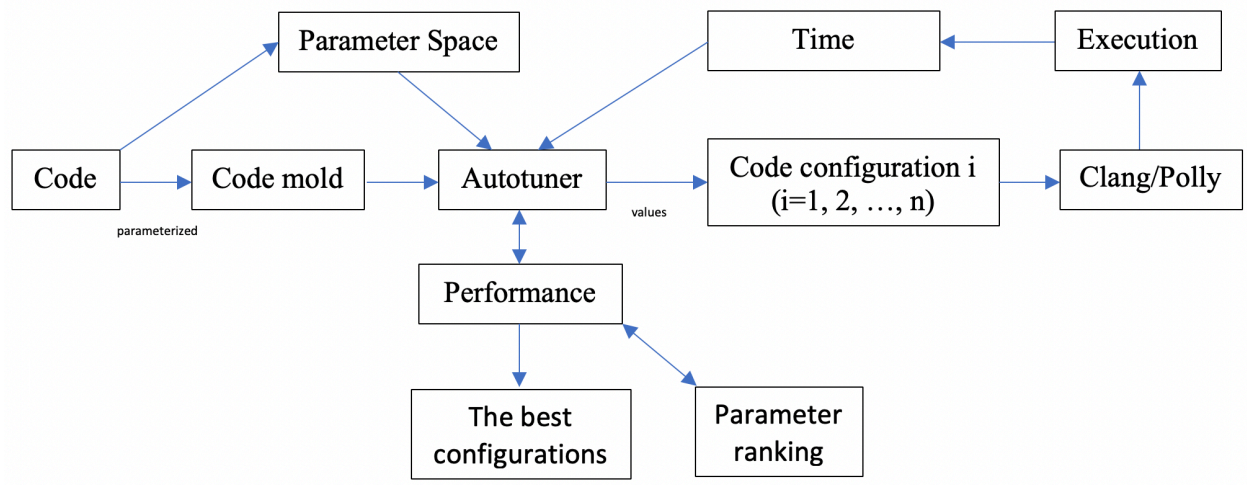 Parameter Space
Time
Execution
Code
Code mold
Autotuner
Code configuration i
(i=1, 2, …, n)
Clang/Polly
parameterized
values
Performance
The best
configurations
Parameter
ranking